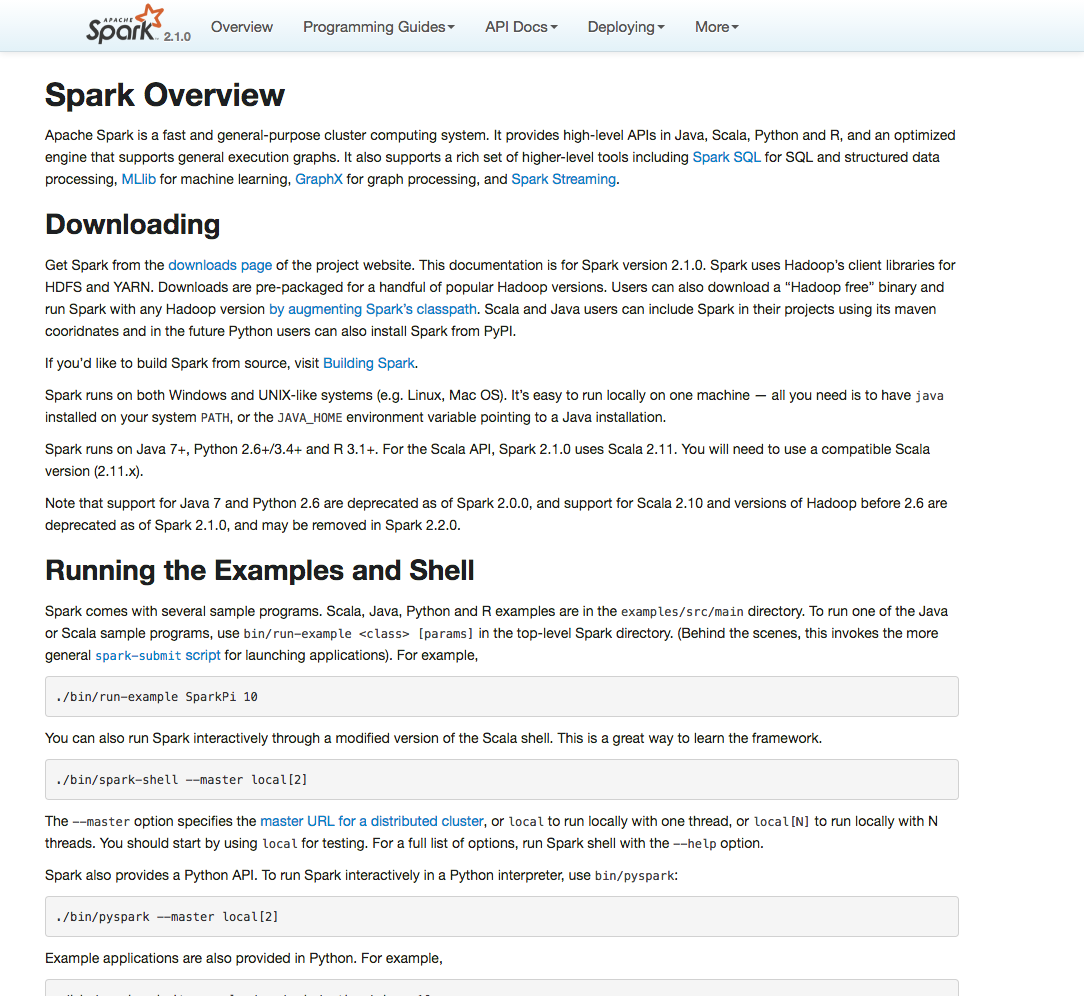 APACHE
Spark™ 2.1.0 Overview Programming Guides API Docs Deploying More
Spark Overview
Apache Spark is a fast and general-purpose cluster computing system. It provides high-level APIs in Java, Scala, Python and R, and an optimized
engine that supports general execution graphs. It also supports a rich set of higher-level tools including Spark SQL for SQL and structured data
processing, MLlib for machine learning, GraphX for graph processing, and Spark Streaming.
Downloading
Get Spark from the downloads page of the project website. This documentation is for Spark version 2.1.0. Spark uses Hadoop’s client libraries for
HDFS and YARN. Downloads are pre-packaged for a handful of popular Hadoop versions. Users can also download a “Hadoop free” binary and
run Spark with any Hadoop version by augmenting Spark’s classpath. Scala and Java users can include Spark in their projects using its maven
cooridnates and in the future Python users can also install Spark from PyPI.
If you’d like to build Spark from source, visit Building Spark.
Spark runs on both Windows and UNIX-like systems (e.g. Linux, Mac OS). It’s easy to run locally on one machine — all you need is to have java
installed on your system PATH, or the JAVA_HOME environment variable pointing to a Java installation.
Spark runs on Java 7+, Python 2.6+/3.4+ and R 3.1+. For the Scala API, Spark 2.1.0 uses Scala 2.11. You will need to use a compatible Scala
version (2.11.x).
Note that support for Java 7 and Python 2.6 are deprecated as of Spark 2.0.0, and support for Scala 2.10 and versions of Hadoop before 2.6 are
deprecated as of Spark 2.1.0, and may be removed in Spark 2.2.0.
Running the Examples and Shell
Spark comes with several sample programs. Scala, Java, Python and R examples are in the examples/src/main directory. To run one of the Java
or Scala sample programs, use bin/run-example <class> [params] in the top-level Spark directory. (Behind the scenes, this invokes the more
general spark-submit script for launching applications). For example,
./bin/run-example SparkPi 10
You can also run Spark interactively through a modified version of the Scala shell. This is a great way to learn the framework.
./bin/spark-shell --master local[2]
The --master option specifies the master URL for a distributed cluster, or local to run locally with one thread, or local[N] to run locally with N
threads. You should start by using local for testing. For a full list of options, run Spark shell with the --help option.
Spark also provides a Python API. To run Spark interactively in a Python interpreter, use bin/pyspark:
./bin/pyspark --master local[2]
Example applications are also provided in Python. For example,